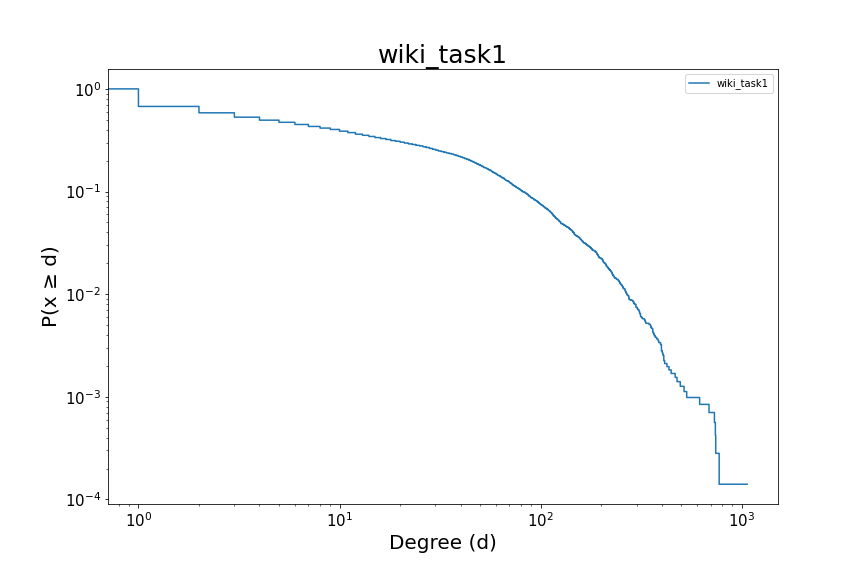 wiki_task1
wiki_task1
P(x ≥ d)
10⁰
10⁻¹
10⁻²
10⁻³
10⁻⁴
10⁰ 10¹ 10² 10³
Degree (d)